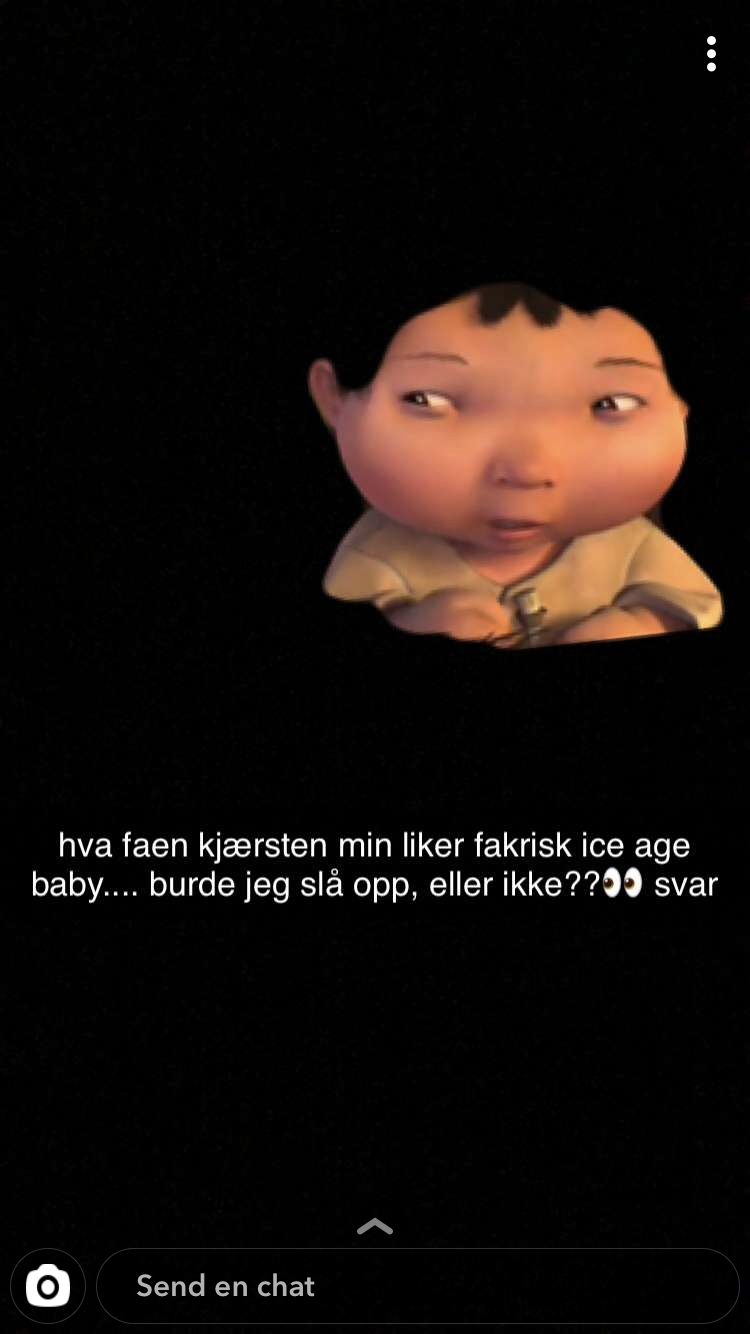 hva faen kjærsten min liker fakrisk ice age
baby.... burde jeg slå opp, eller ikke??👀 svar
Send en chat